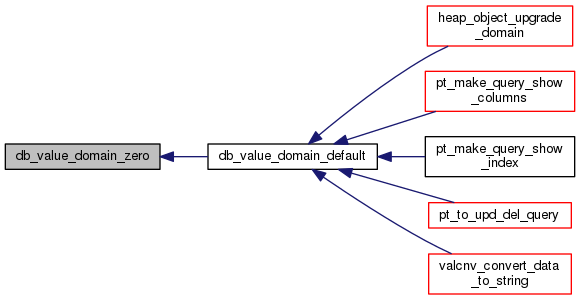 heap_object_upgrade
_domain
pt_make_query_show
_columns
db_value_domain_zero
db_value_domain_default
pt_make_query_show
_index
pt_to_upd_del_query
valcnv_convert_data
_to_string